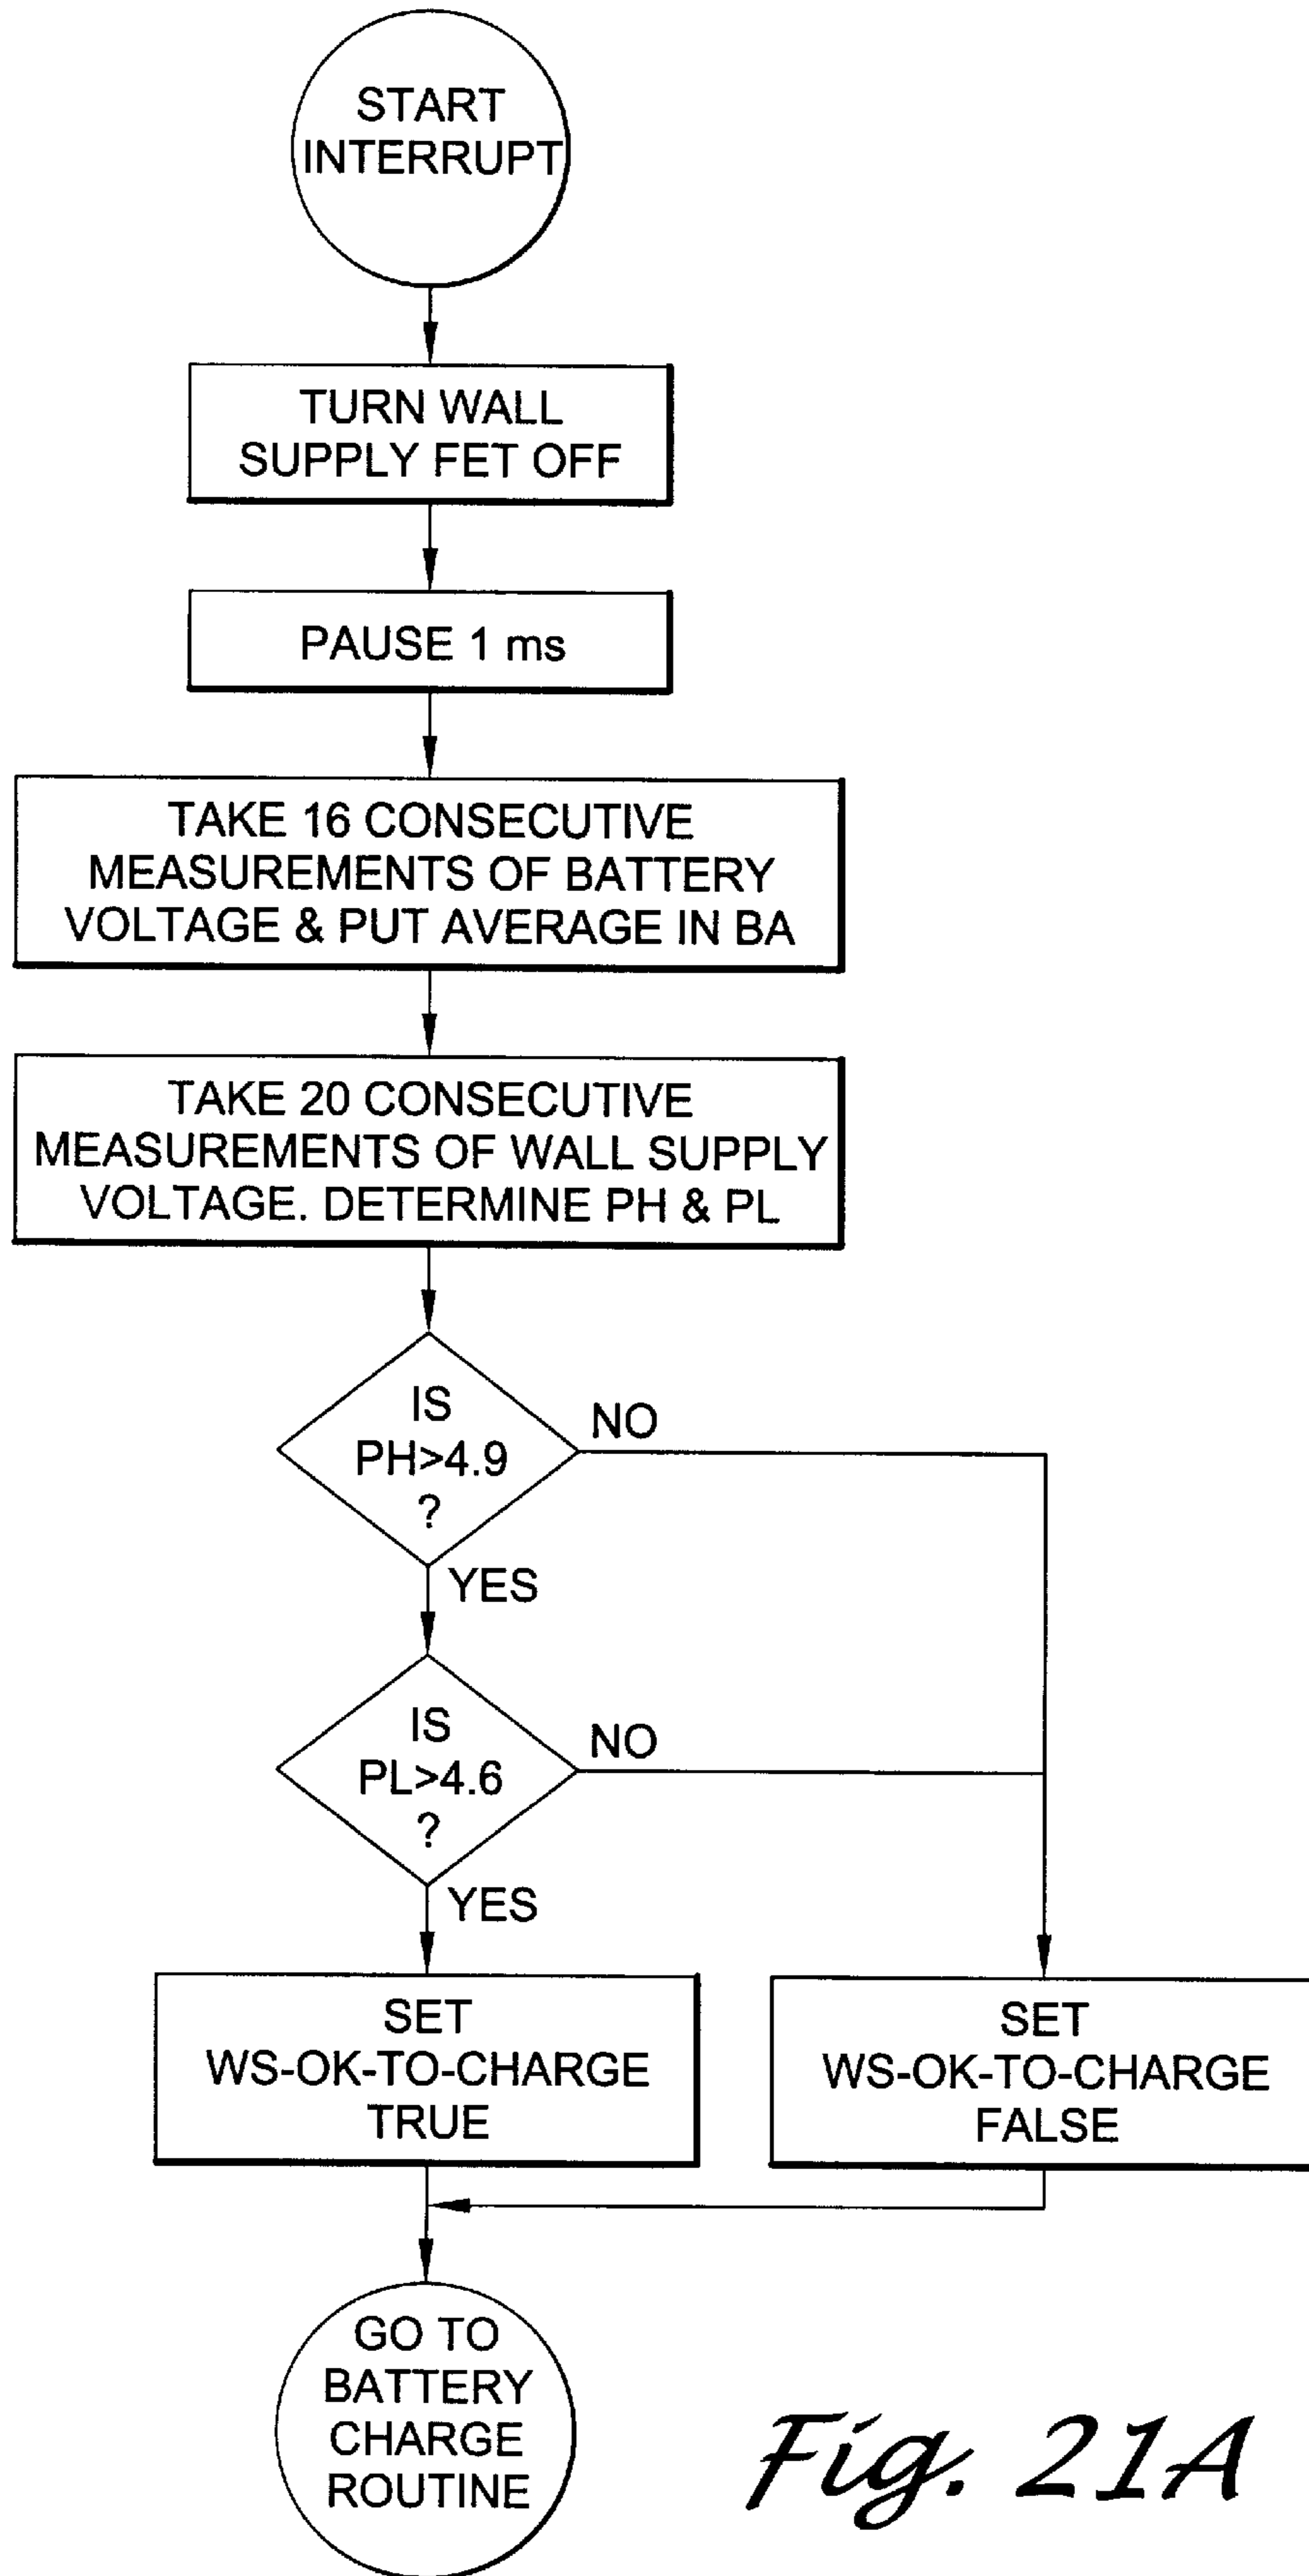 START
INTERRUPT
TURN WALL
SUPPLY FET OFF
PAUSE 1 ms
TAKE 16 CONSECUTIVE
MEASUREMENTS OF BATTERY
VOLTAGE & PUT AVERAGE IN BA
TAKE 20 CONSECUTIVE
MEASUREMENTS OF WALL SUPPLY
VOLTAGE. DETERMINE PH & PL
IS
PH>4.9
?
NO
YES
IS
PL>4.6
?
NO
YES
SET
WS-OK-TO-CHARGE
TRUE
SET
WS-OK-TO-CHARGE
FALSE
GO TO
BATTERY
CHARGE
ROUTINE
Fig. 21A